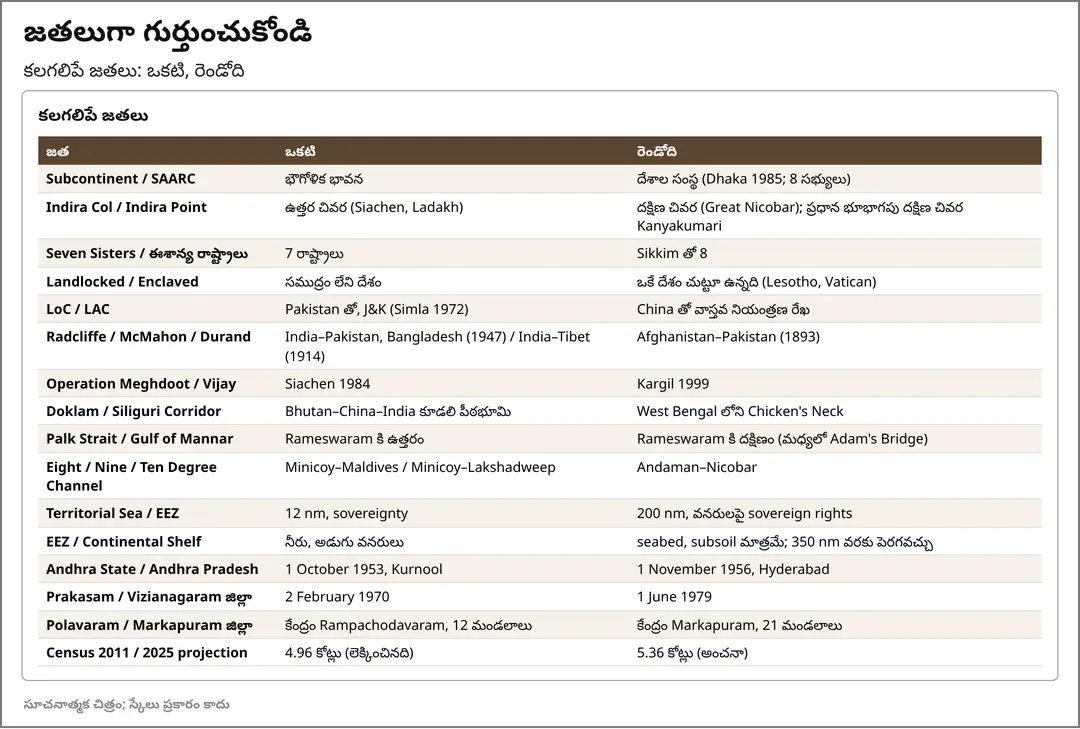 జతలుగా గుర్తుంచుకోండి
కలగలిపే జతలు: ఒకటి, రెండోది
కలగలిపే జతలు
జత ఒకటి రెండోది
Subcontinent / SAARC భౌగోళిక భావన దేశాల సంస్థ (Dhaka 1985; 8 సభ్యులు)
Indira Col / Indira Point ఉత్తర చివర (Siachen, Ladakh) దక్షిణ చివర (Great Nicobar); ప్రధాన భూభాగపు దక్షిణ చివర
Kanyakumari
Seven Sisters / ఈశాన్య రాష్ట్రాలు 7 రాష్ట్రాలు Sikkim తో 8
Landlocked / Enclaved సముద్రం లేని దేశం ఒకే దేశం చుట్టూ ఉన్నది (Lesotho, Vatican)
LoC / LAC Pakistan తో, J&K (Simla 1972) China తో వాస్తవ నియంత్రణ రేఖ
Radcliffe / McMahon / Durand India–Pakistan, Bangladesh (1947) / India–Tibet Afghanistan–Pakistan (1893)
(1914)
Operation Meghdoot / Vijay Siachen 1984 Kargil 1999
Doklam / Siliguri Corridor Bhutan–China–India కూడలి పీఠభూమి West Bengal లోని Chicken's Neck
Palk Strait / Gulf of Mannar Rameswaram కి ఉత్తరం Rameswaram కి దక్షిణం (మధ్యలో Adam's Bridge)
Eight / Nine / Ten Degree Minicoy–Maldives / Minicoy–Lakshadweep Andaman–Nicobar
Channel
Territorial Sea / EEZ 12 nm, sovereignty 200 nm, వనరులపై sovereign rights
EEZ / Continental Shelf నీరు, అడుగు వనరులు seabed, subsoil మాత్రమే; 350 nm వరకు పెరగవచ్చు
Andhra State / Andhra Pradesh 1 October 1953, Kurnool 1 November 1956, Hyderabad
Prakasam / Vizianagaram జిల్లా 2 February 1970 1 June 1979
Polavaram / Markapuram జిల్లా కేంద్రం Rampachodavaram, 12 మండలాలు కేంద్రం Markapuram, 21 మండలాలు
Census 2011 / 2025 projection 4.96 కోట్లు (లెక్కించినది) 5.36 కోట్లు (అంచనా)
సూచనాత్మక చిత్రం; స్కేలు ప్రకారం కాదు